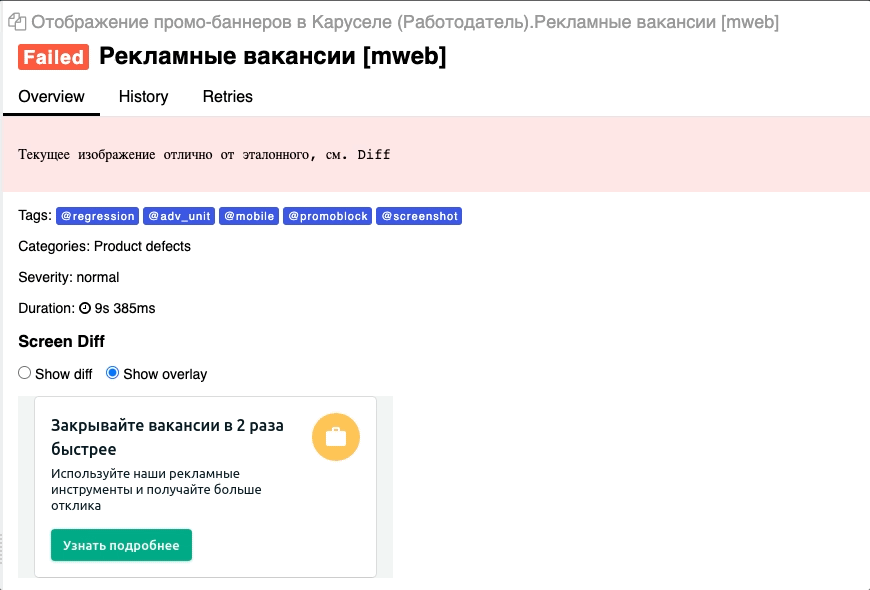 Отображение промо-баннеров в Каруселе (Работодатель).Рекламные вакансии [mweb]
Failed Рекламные вакансии [mweb]
Overview History Retries
Текущее изображение отлично от эталонного, см. Diff
Tags: @regression @adv_unit @mobile @promoblock @screenshot
Categories: Product defects
Severity: normal
Duration: 9s 385ms
Screen Diff
Show diff Show overlay
Закрывайте вакансии в 2 раза
быстрее
Используйте наши рекламные
инструменты и получайте больше
отклика
Узнать подробнее